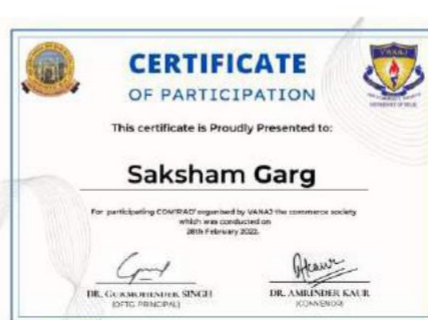 CERTIFICATE
OF PARTICIPATION
VANAJ
This certificate is Proudly Presented to:
Saksham Garg
For participating organised by VANAJ the commerce society
which was conducted on
28th February 2022.
DR. GURMOHINDER SINGH
DR. AMRINDER KAUR
(OFTG PRINCIPAL)
(CONVENOR)